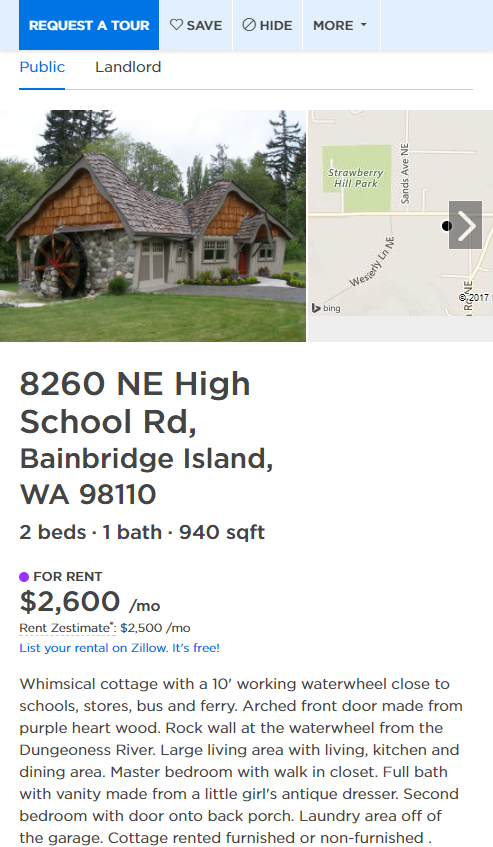 REQUEST A TOUR SAVE HIDE MORE
Public Landlord
Strawberry
Hill Park
Sands Ave NE
Westerly Ln NE
Rd NE
bing
© 2017
8260 NE High
School Rd,
Bainbridge Island,
WA 98110
2 beds · 1 bath · 940 sqft
FOR RENT
$2,600 /mo
Rent Zestimate®: $2,500 /mo
List your rental on Zillow. It's free!
Whimsical cottage with a 10' working waterwheel close to
schools, stores, bus and ferry. Arched front door made from
purple heart wood. Rock wall at the waterwheel from the
Dungeoness River. Large living area with living, kitchen and
dining area. Master bedroom with walk in closet. Full bath
with vanity made from a little girl's antique dresser. Second
bedroom with door onto back porch. Laundry area off of
the garage. Cottage rented furnished or non-furnished .